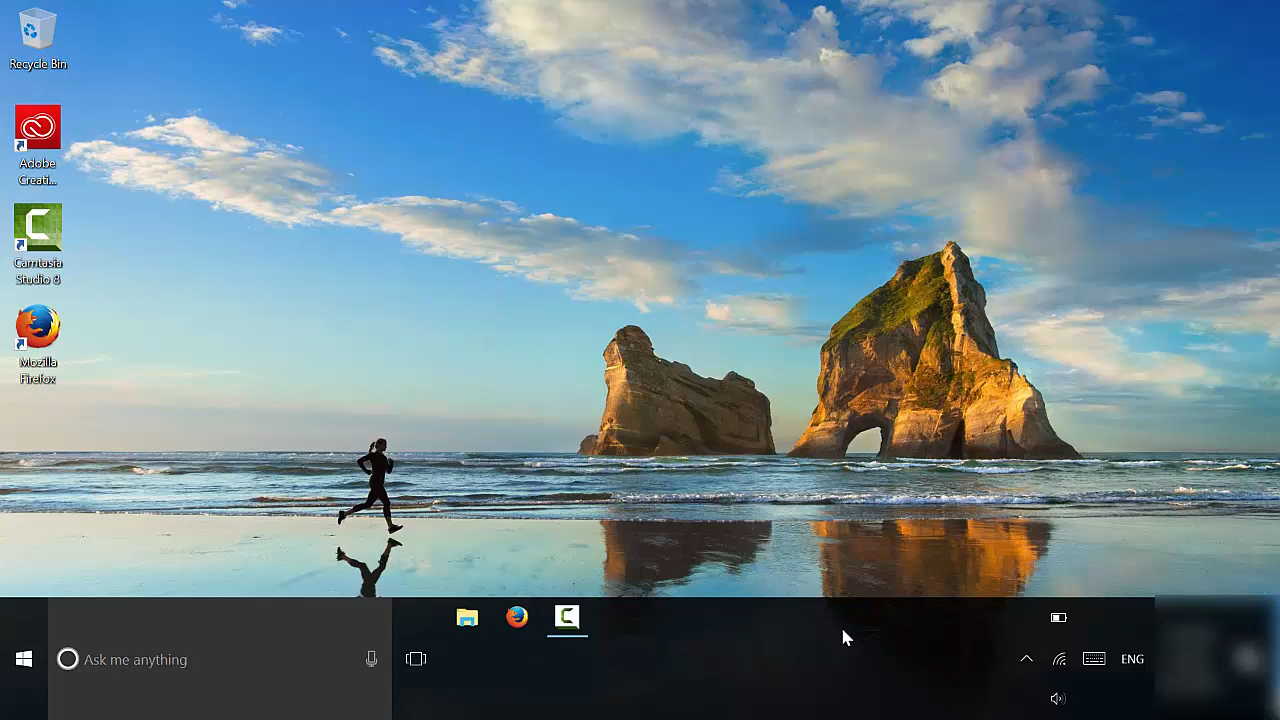 Recycle Bin
Adobe
Creati...
Camtasia
Studio 8
Mozilla
Firefox
Ask me anything
ENG